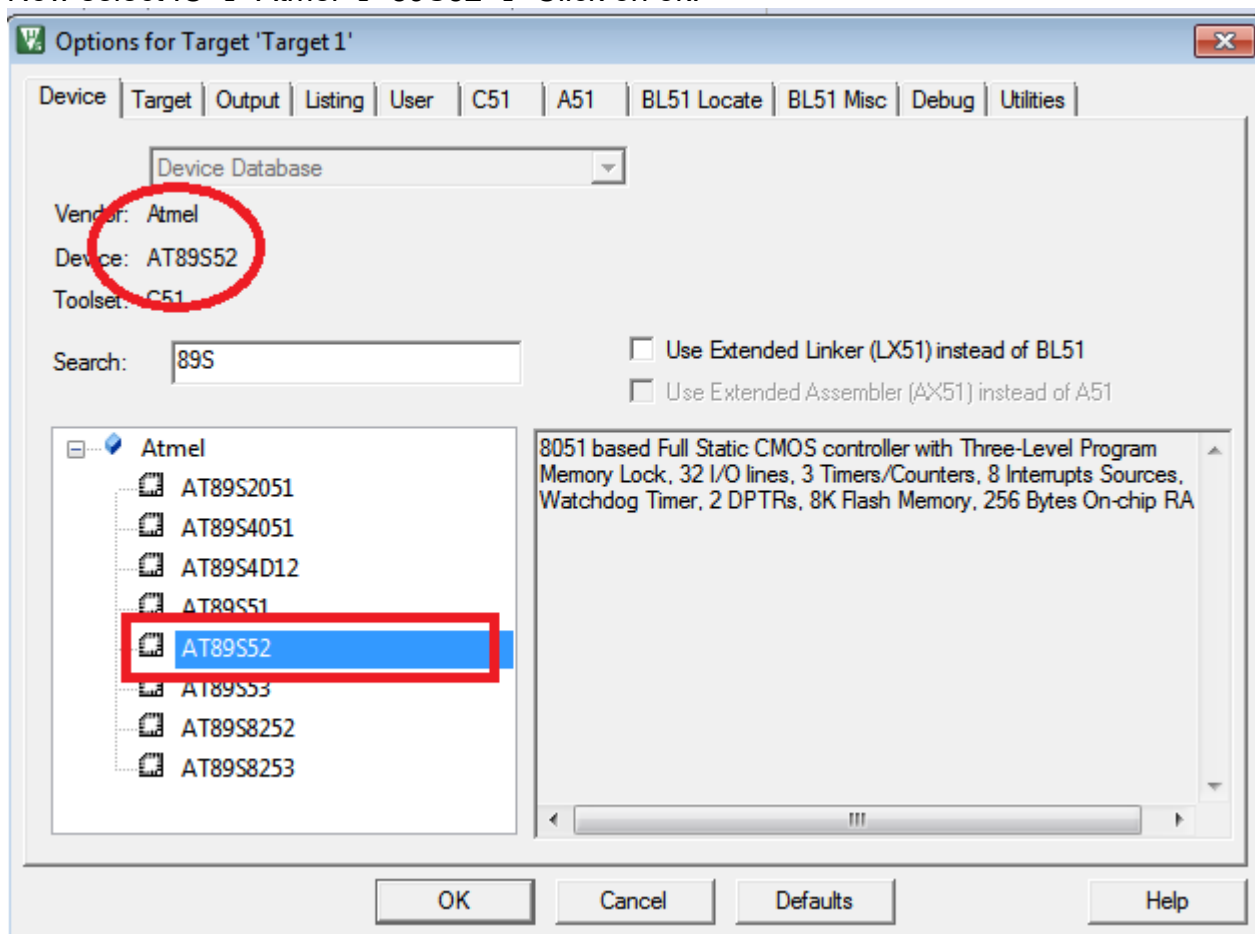 Options for Target 'Target 1'
Device Target Output Listing User C51 A51 BL51 Locate BL51 Misc Debug Utilities
Device Database
Vendor: Atmel
Device: AT89S52
Toolset: C51
Search: 89S
Use Extended Linker (LX51) instead of BL51
Use Extended Assembler (AX51) instead of A51
Atmel
AT89S2051
AT89S4051
AT89S4D12
AT89S51
AT89S52
AT89S53
AT89S8252
AT89S8253
8051 based Full Static CMOS controller with Three-Level Program
Memory Lock, 32 I/O lines, 3 Timers/Counters, 8 Interrupts Sources,
Watchdog Timer, 2 DPTRs, 8K Flash Memory, 256 Bytes On-chip RA
OK Cancel Defaults Help